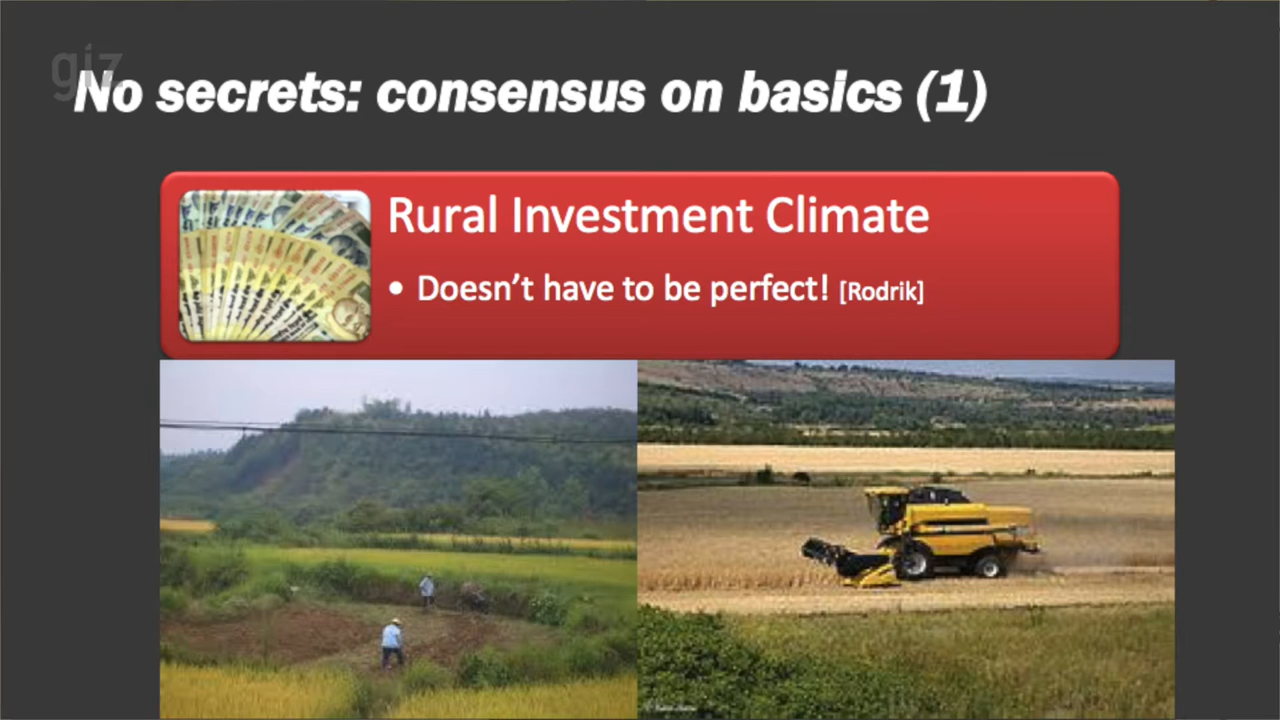 giz
No secrets: consensus on basics (1)
Rural Investment Climate
• Doesn't have to be perfect! [Rodrik]